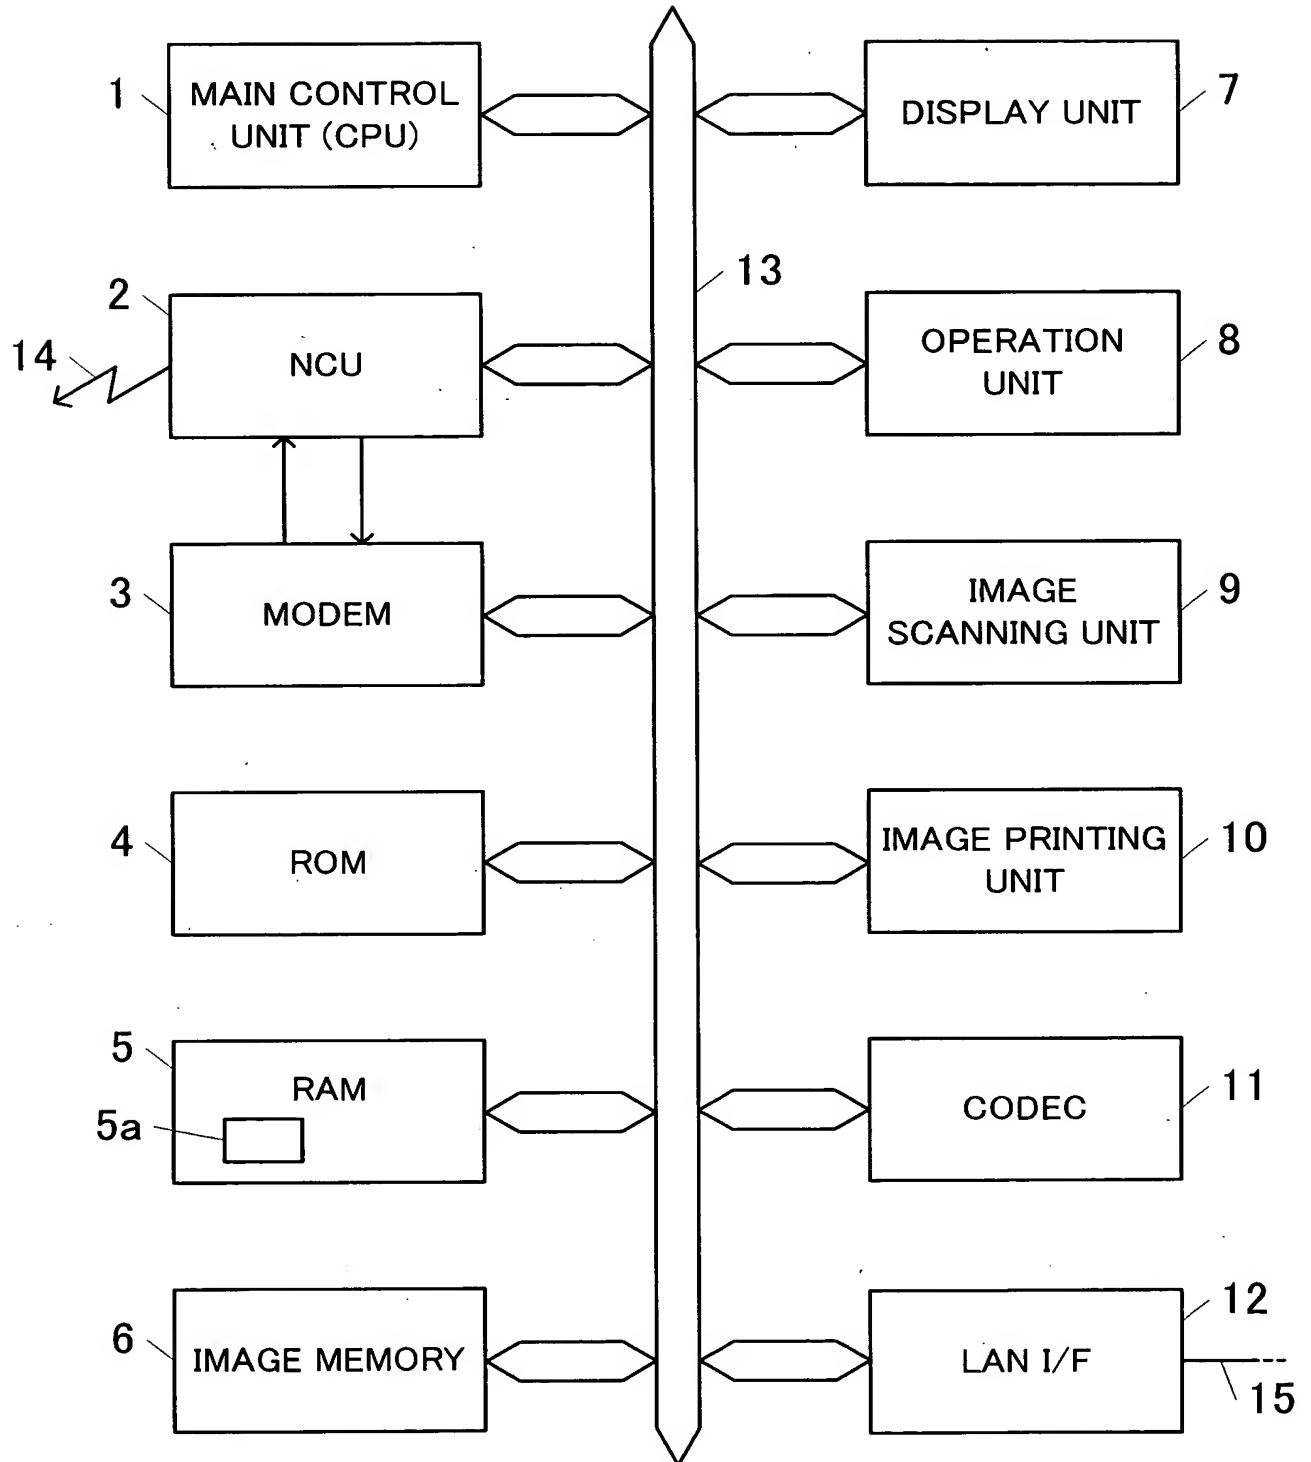 1
MAIN CONTROL
UNIT (CPU)
DISPLAY UNIT
7
13
2
14
NCU
OPERATION
UNIT
8
3
MODEM
IMAGE
SCANNING UNIT
9
4
ROM
IMAGE PRINTING
UNIT
10
5
RAM
5a
CODEC
11
6
IMAGE MEMORY
LAN I/F
12
15